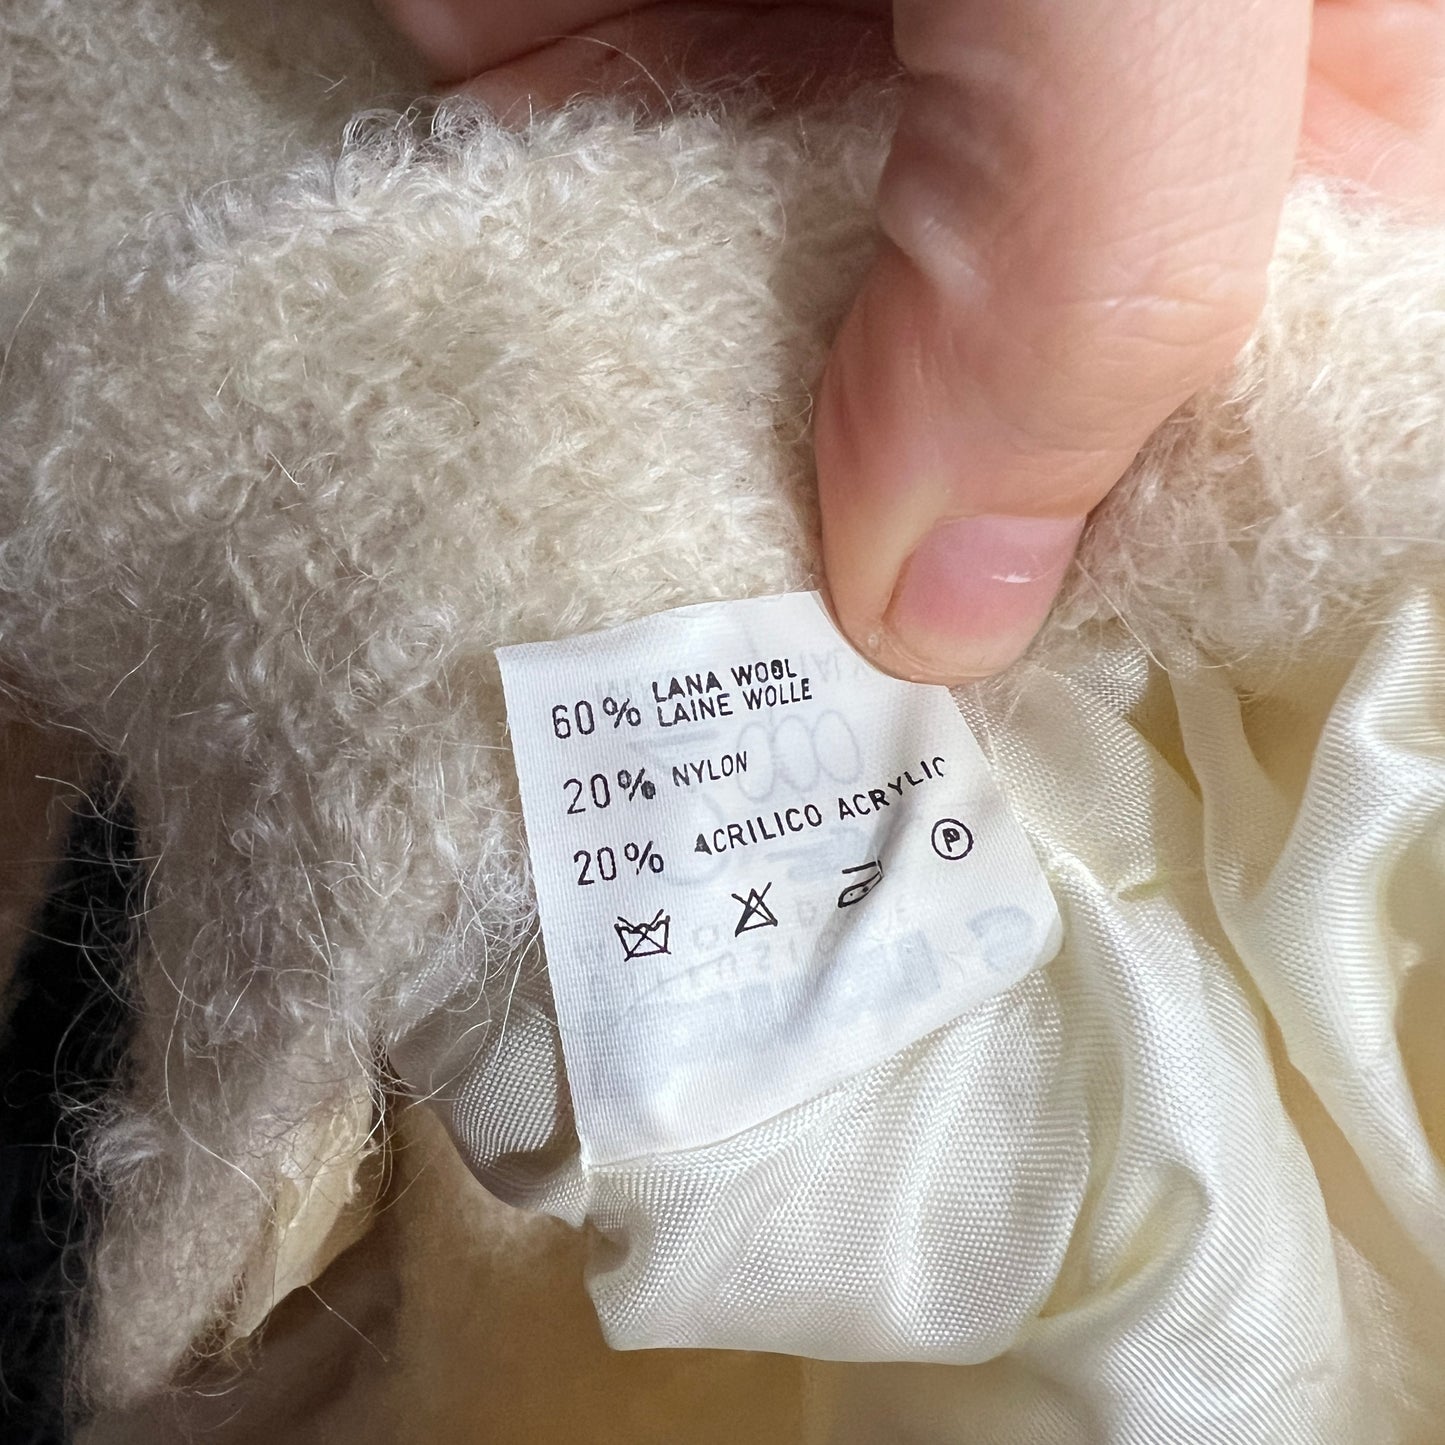 60% LANA WOOL
LAINE WOLLE
20% NYLON
20% ACRILICO ACRYLIC
P